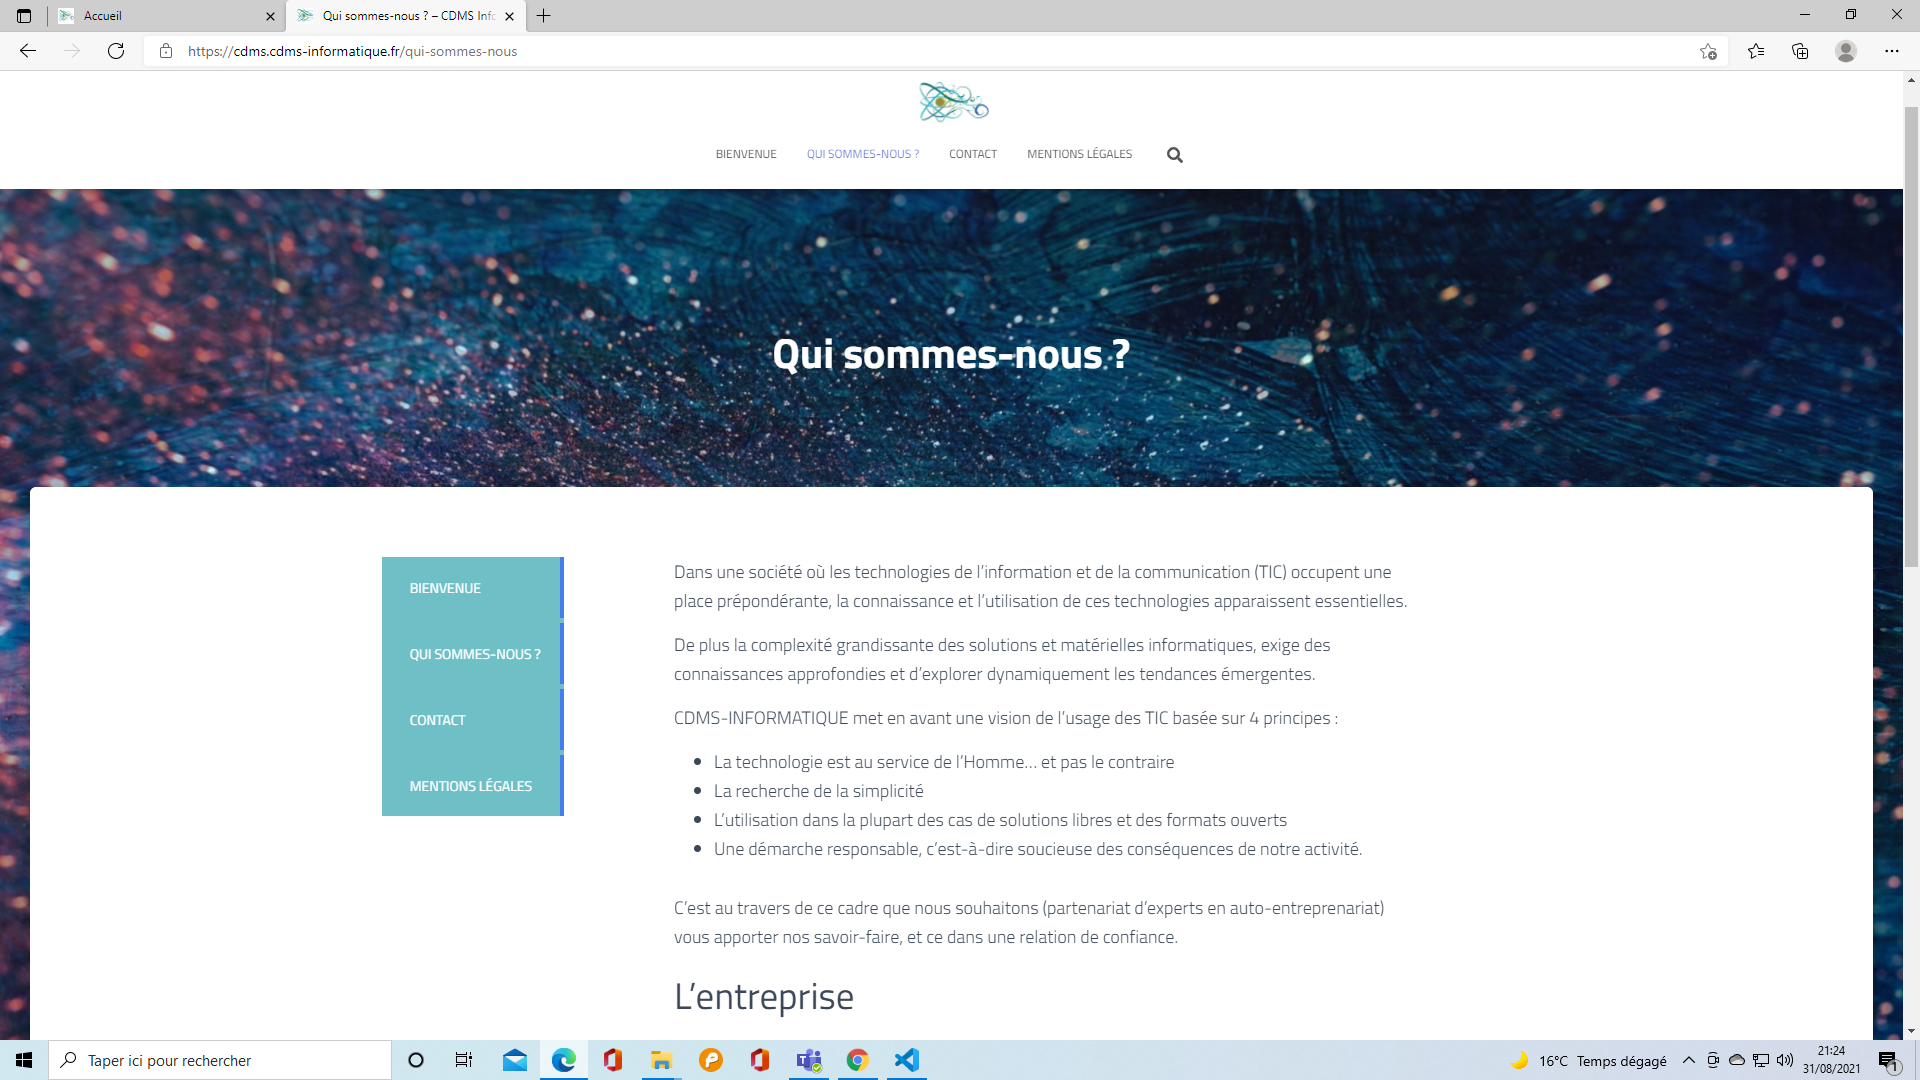 Accueil
Qui sommes-nous ? – CDMS Infc
https://cdms.cdms-informatique.fr/qui-sommes-nous
BIENVENUE
QUI SOMMES-NOUS ?
CONTACT
MENTIONS LÉGALES
Qui sommes-nous ?
BIENVENUE
QUI SOMMES-NOUS ?
CONTACT
MENTIONS LÉGALES
Dans une société où les technologies de l’information et de la communication (TIC) occupent une
place prépondérante, la connaissance et l’utilisation de ces technologies apparaissent essentielles.
De plus la complexité grandissante des solutions et matérielles informatiques, exige des
connaissances approfondies et d’explorer dynamiquement les tendances émergentes.
CDMS-INFORMATIQUE met en avant une vision de l’usage des TIC basée sur 4 principes :
• La technologie est au service de l’Homme… et pas le contraire
• La recherche de la simplicité
• L’utilisation dans la plupart des cas de solutions libres et des formats ouverts
• Une démarche responsable, c’est-à-dire soucieuse des conséquences de notre activité.
C’est au travers de ce cadre que nous souhaitons (partenariat d’experts en auto-entreprenariat)
vous apporter nos savoir-faire, et ce dans une relation de confiance.
L’entreprise
Taper ici pour rechercher
16°C Temps dégagé
21:24
31/08/2021
1